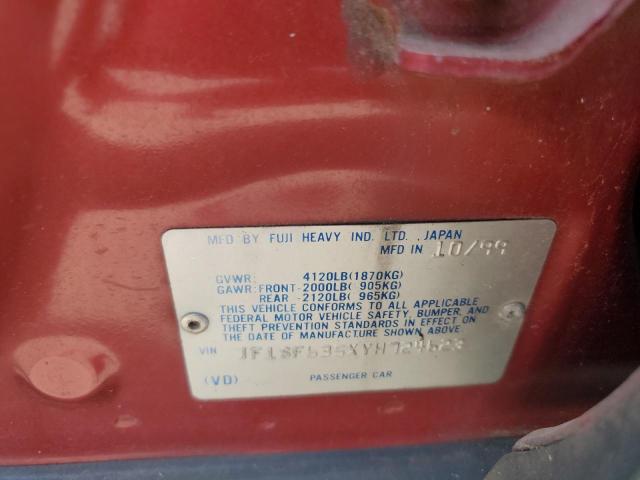 MFD BY FUJI HEAVY IND. LTD., JAPAN
MFD IN 10/99
GVWR: 4120LB(1870KG)
GAWR: FRONT-2000LB( 905KG)
REAR -2120LB( 965KG)
THIS VEHICLE CONFORMS TO ALL APPLICABLE
FEDERAL MOTOR VEHICLE SAFETY, BUMPER, AND
THEFT PREVENTION STANDARDS IN EFFECT ON
THE DATE OF MANUFACTURE SHOWN ABOVE
VIN JF1SF635XYH724623
(VD) PASSENGER CAR